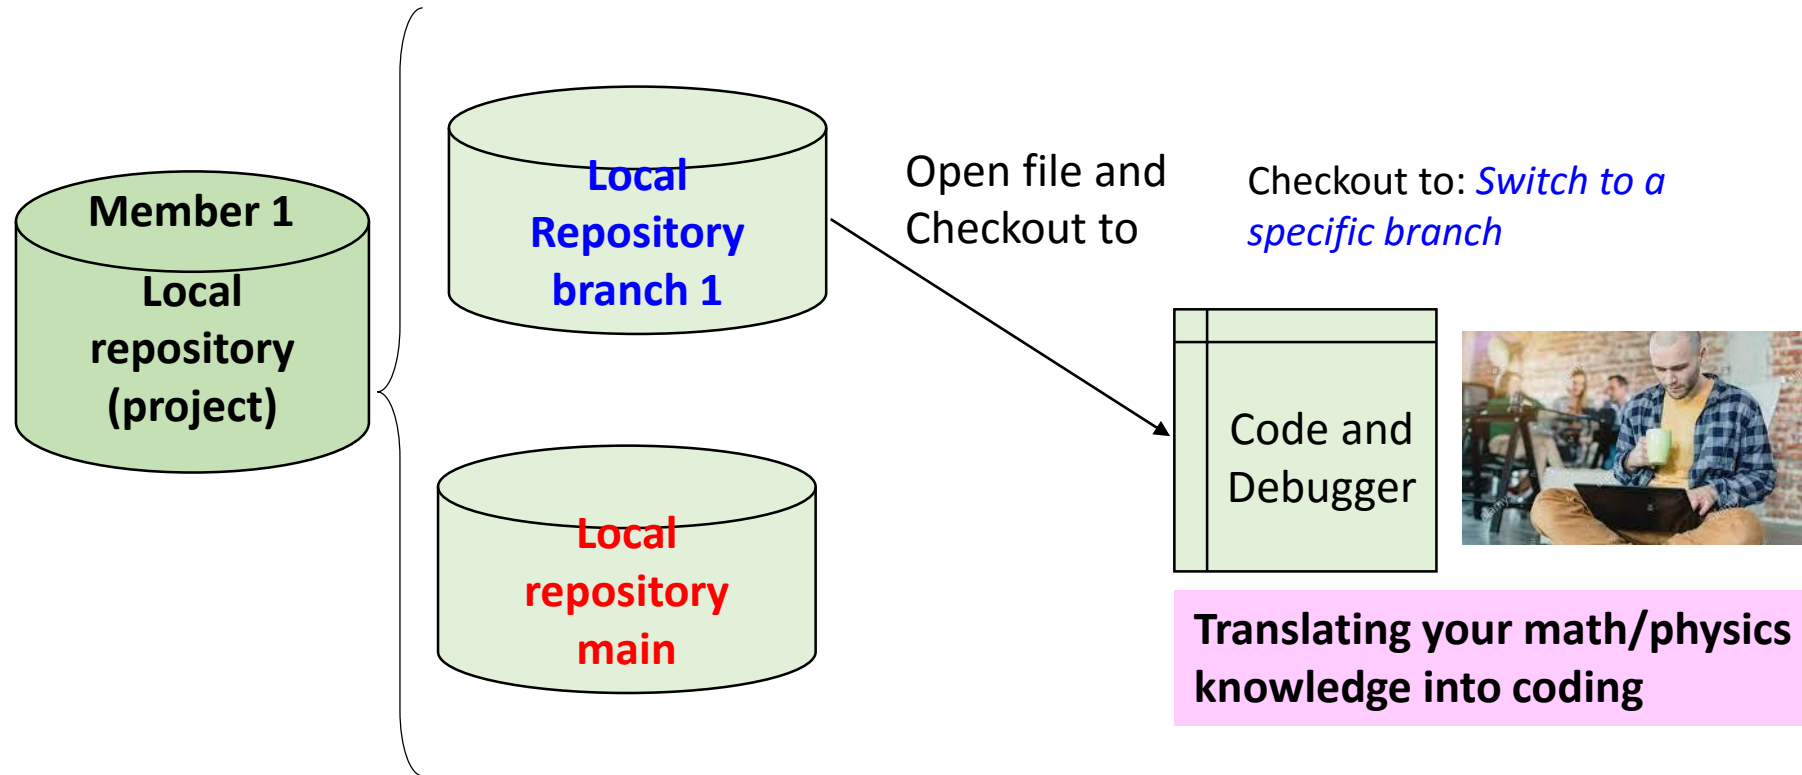 Member 1
Local
repository
(project)
Local
Repository
branch 1
Local
repository
main
Open file and
Checkout to
Checkout to: Switch to a
specific branch
Code and
Debugger
Translating your math/physics
knowledge into coding